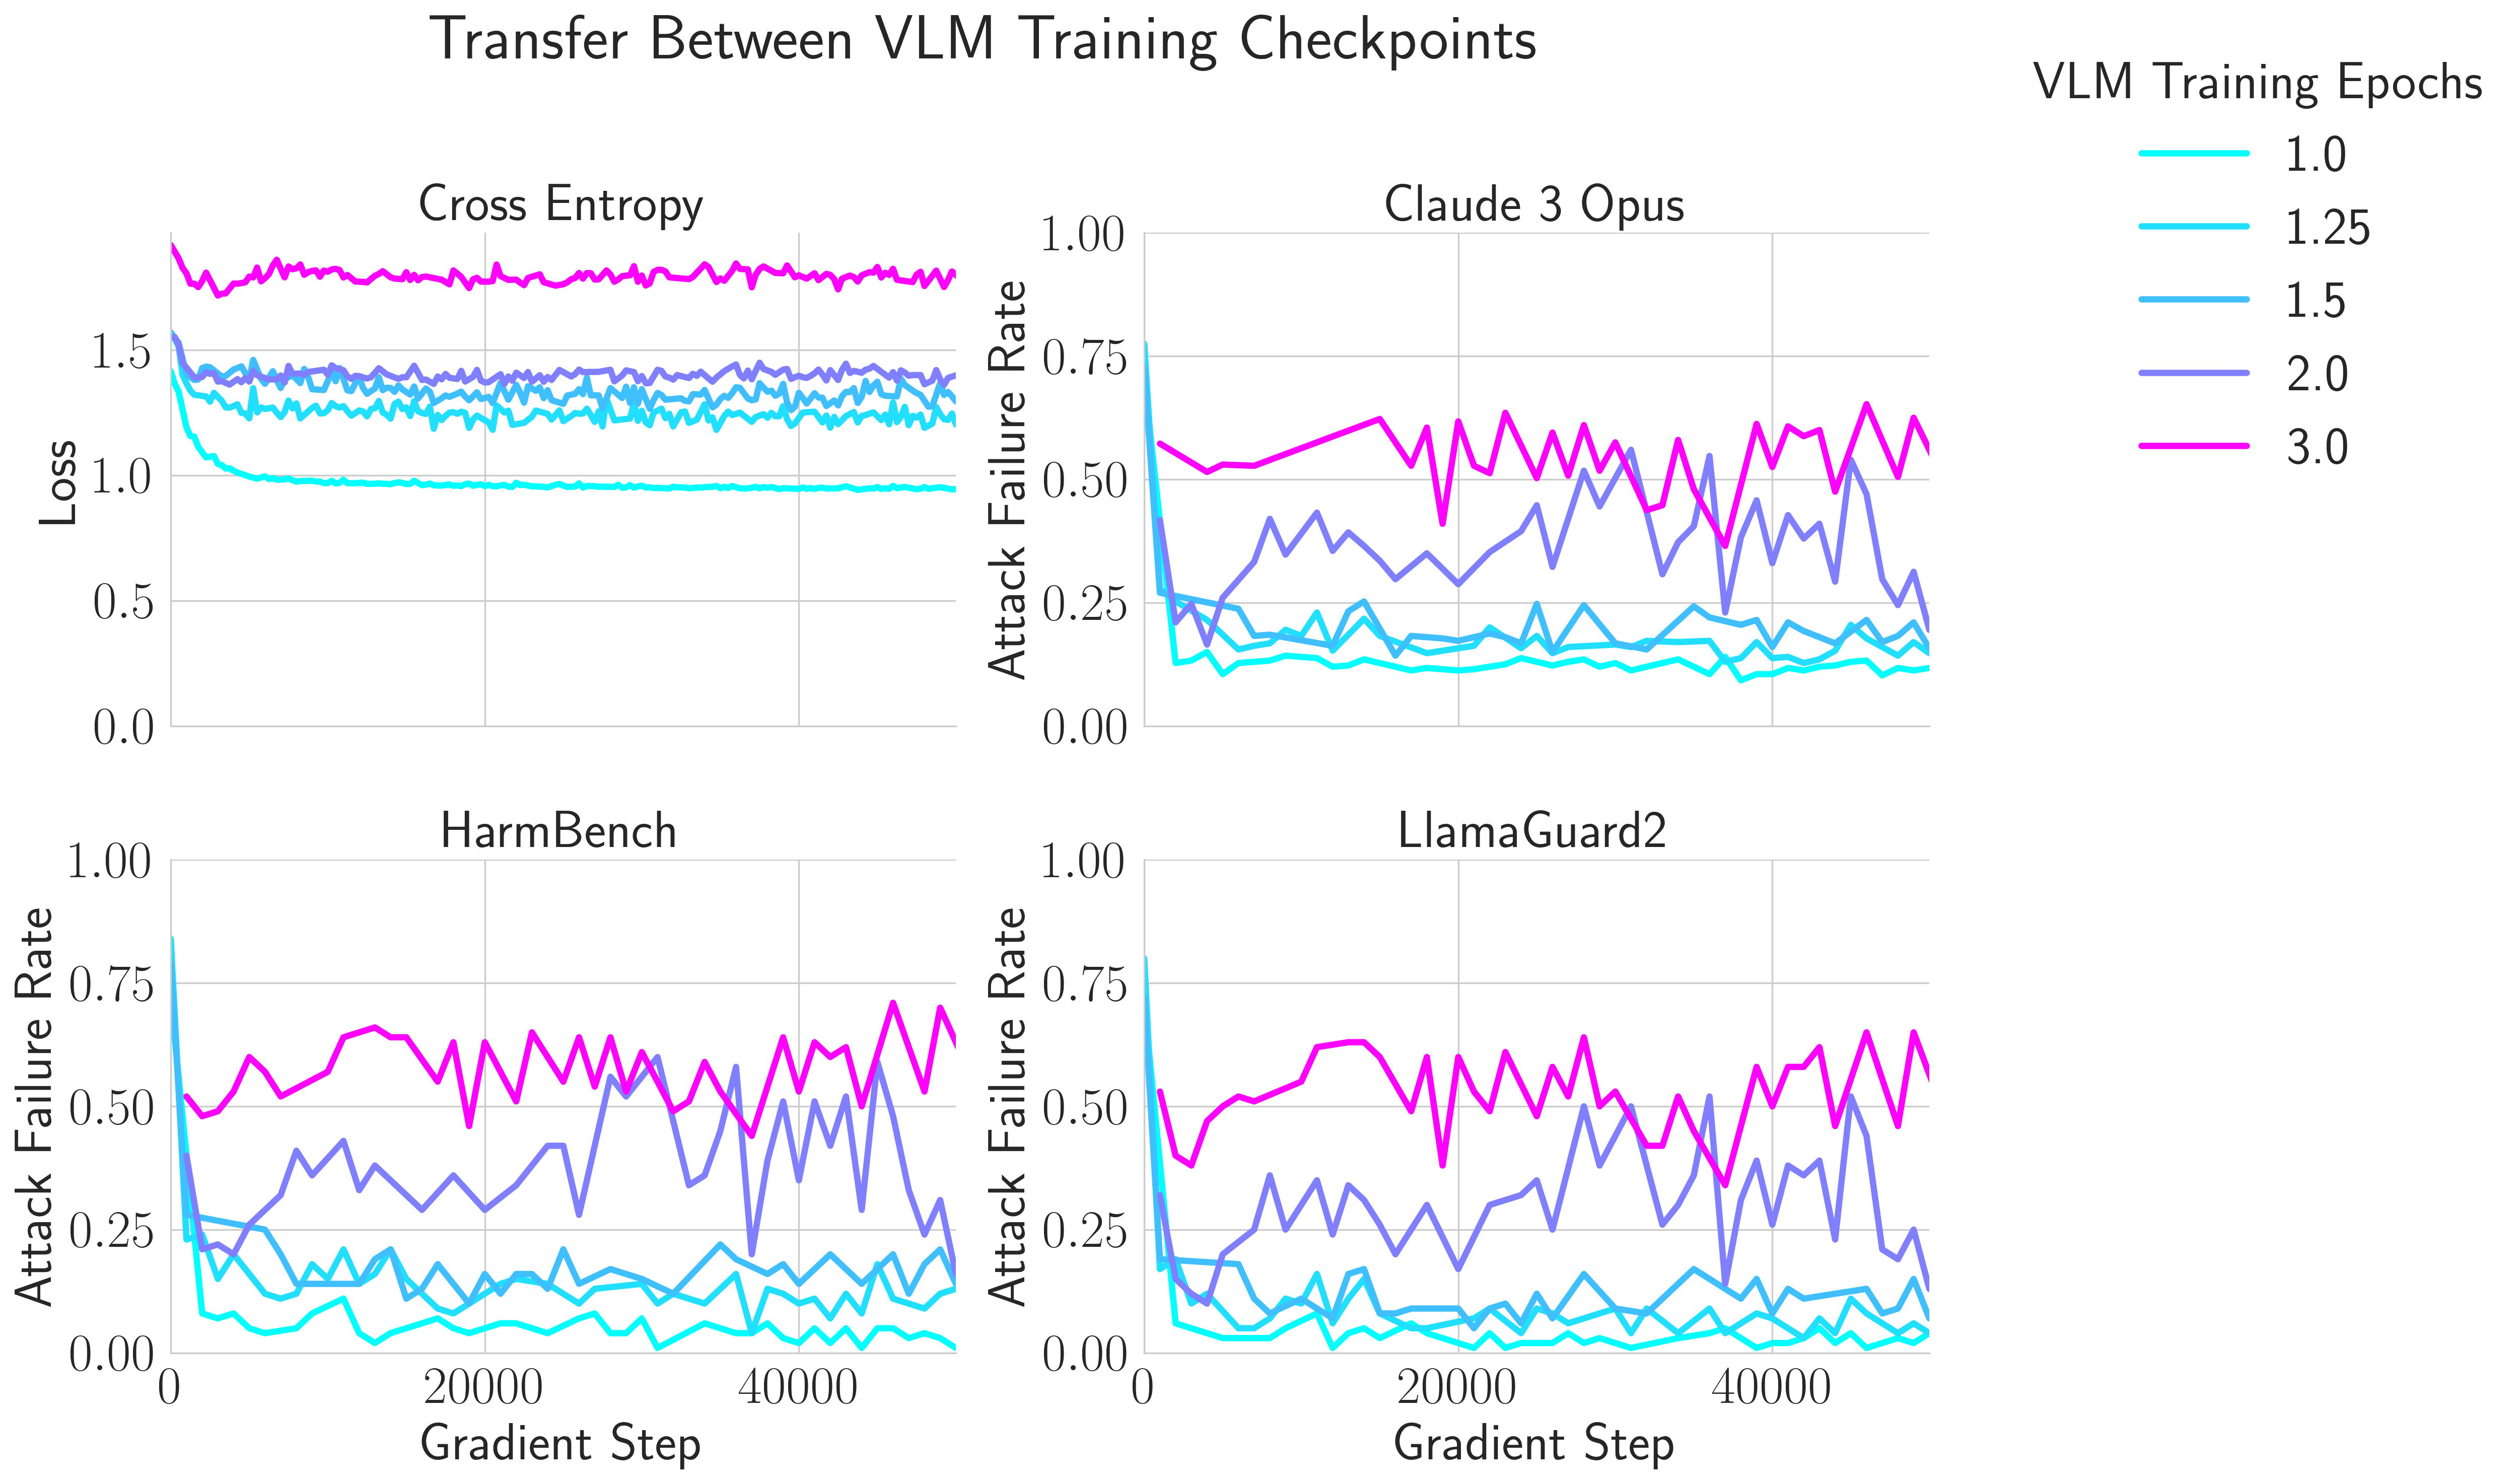 Transfer Between VLM Training Checkpoints
VLM Training Epochs
1.0
1.25
1.5
2.0
3.0
Cross Entropy
Loss
1.5
1.0
0.5
0.0
Claude 3 Opus
Attack Failure Rate
1.00
0.75
0.50
0.25
0.00
HarmBench
Attack Failure Rate
1.00
0.75
0.50
0.25
0.00
0 20000 40000
Gradient Step
LlamaGuard2
Attack Failure Rate
1.00
0.75
0.50
0.25
0.00
0 20000 40000
Gradient Step